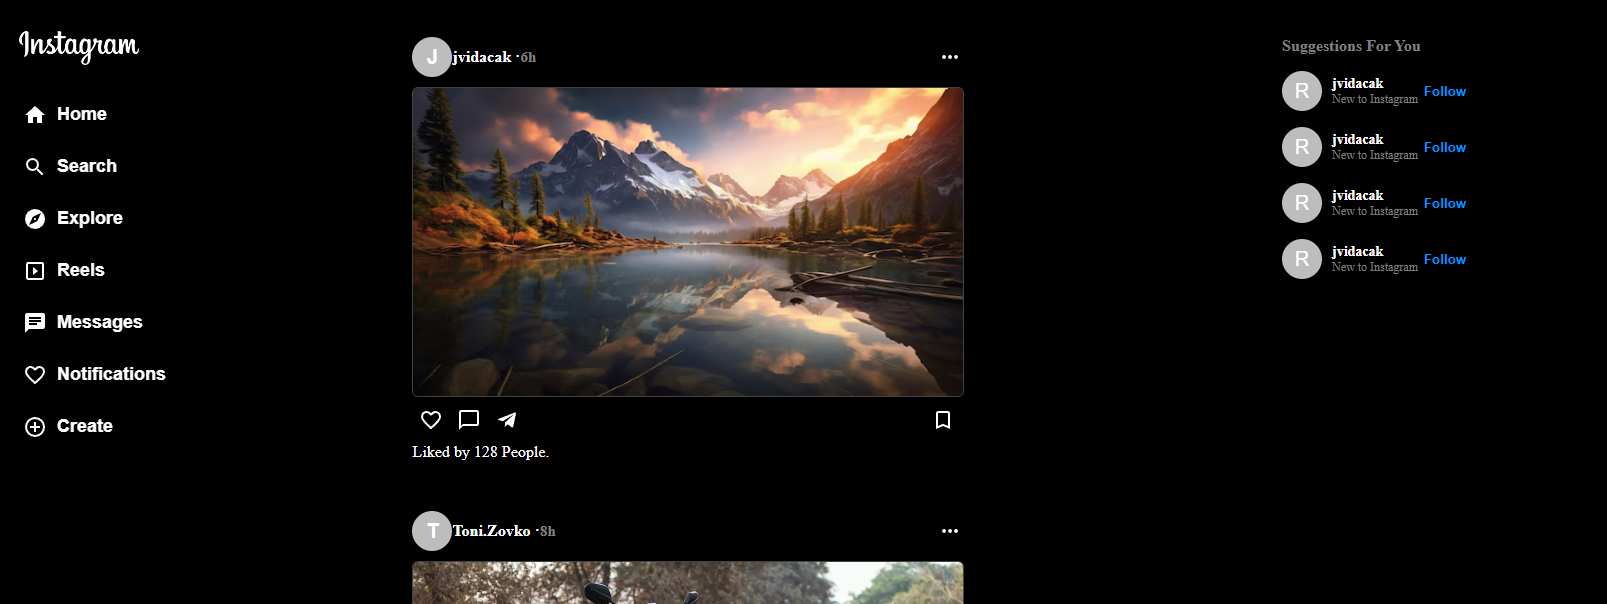 Instagram
Home
Search
Explore
Reels
Messages
Notifications
Create
J
jvidacak · 6h
Liked by 128 People.
T
Toni.Zovko · 8h
Suggestions For You
R
jvidacak
New to Instagram
Follow
R
jvidacak
New to Instagram
Follow
R
jvidacak
New to Instagram
Follow
R
jvidacak
New to Instagram
Follow